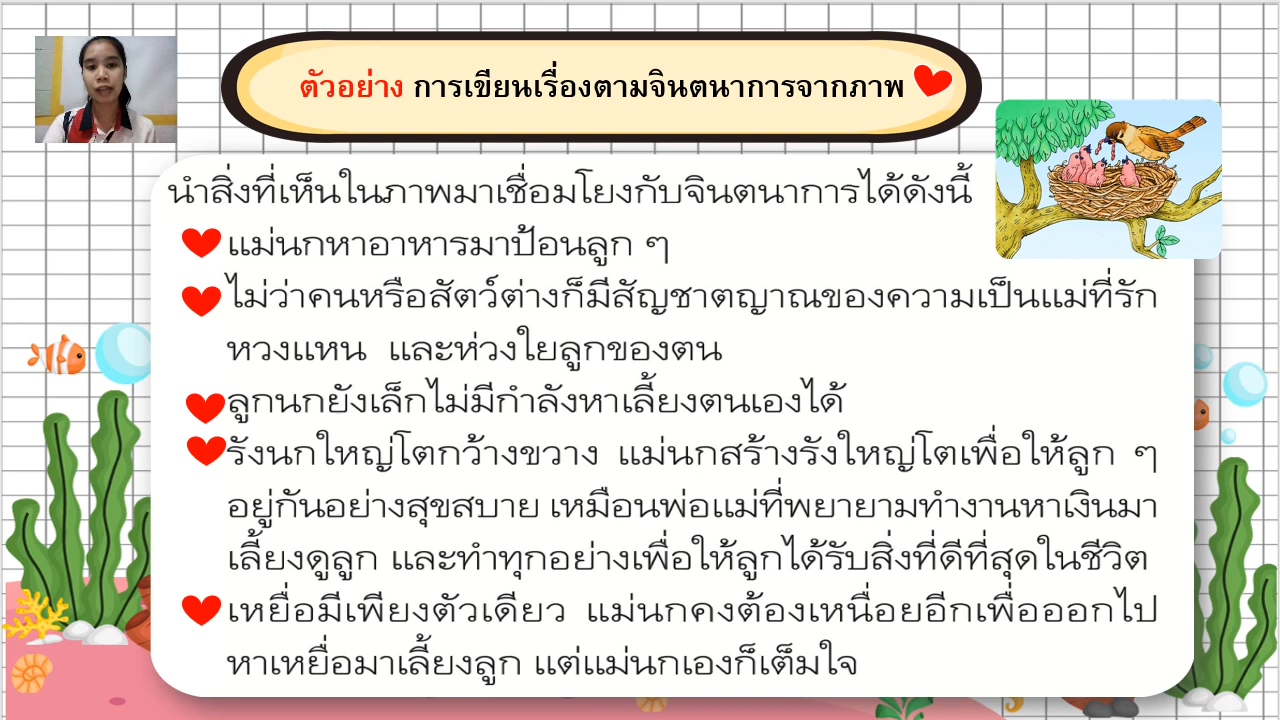 ตัวอย่าง การเขียนเรื่องตามจินตนาการจากภาพ
นำสิ่งที่เห็นในภาพมาเชื่อมโยงกับจินตนาการได้ดังนี้
แม่นกหาอาหารมาป้อนลูก ๆ
ไม่ว่าคนหรือสัตว์ต่างก็มีสัญชาตญาณของความเป็นแม่ที่รัก
หวงแหน และห่วงใยลูกของตน
ลูกนกยังเล็กไม่มีกำลังหาเลี้ยงตนเองได้
รังนกใหญ่โตกว้างขวาง แม่นกสร้างรังใหญ่โตเพื่อให้ลูก ๆ
อยู่กันอย่างสุขสบาย เหมือนพ่อแม่ที่พยายามทำงานหาเงินมา
เลี้ยงดูลูก และทำทุกอย่างเพื่อให้ลูกได้รับสิ่งที่ดีที่สุดในชีวิต
เหยื่อมีเพียงตัวเดียว แม่นกคงต้องเหนื่อยอีกเพื่อออกไป
หาเหยื่อมาเลี้ยงลูก แต่แม่นกเองก็เต็มใจ